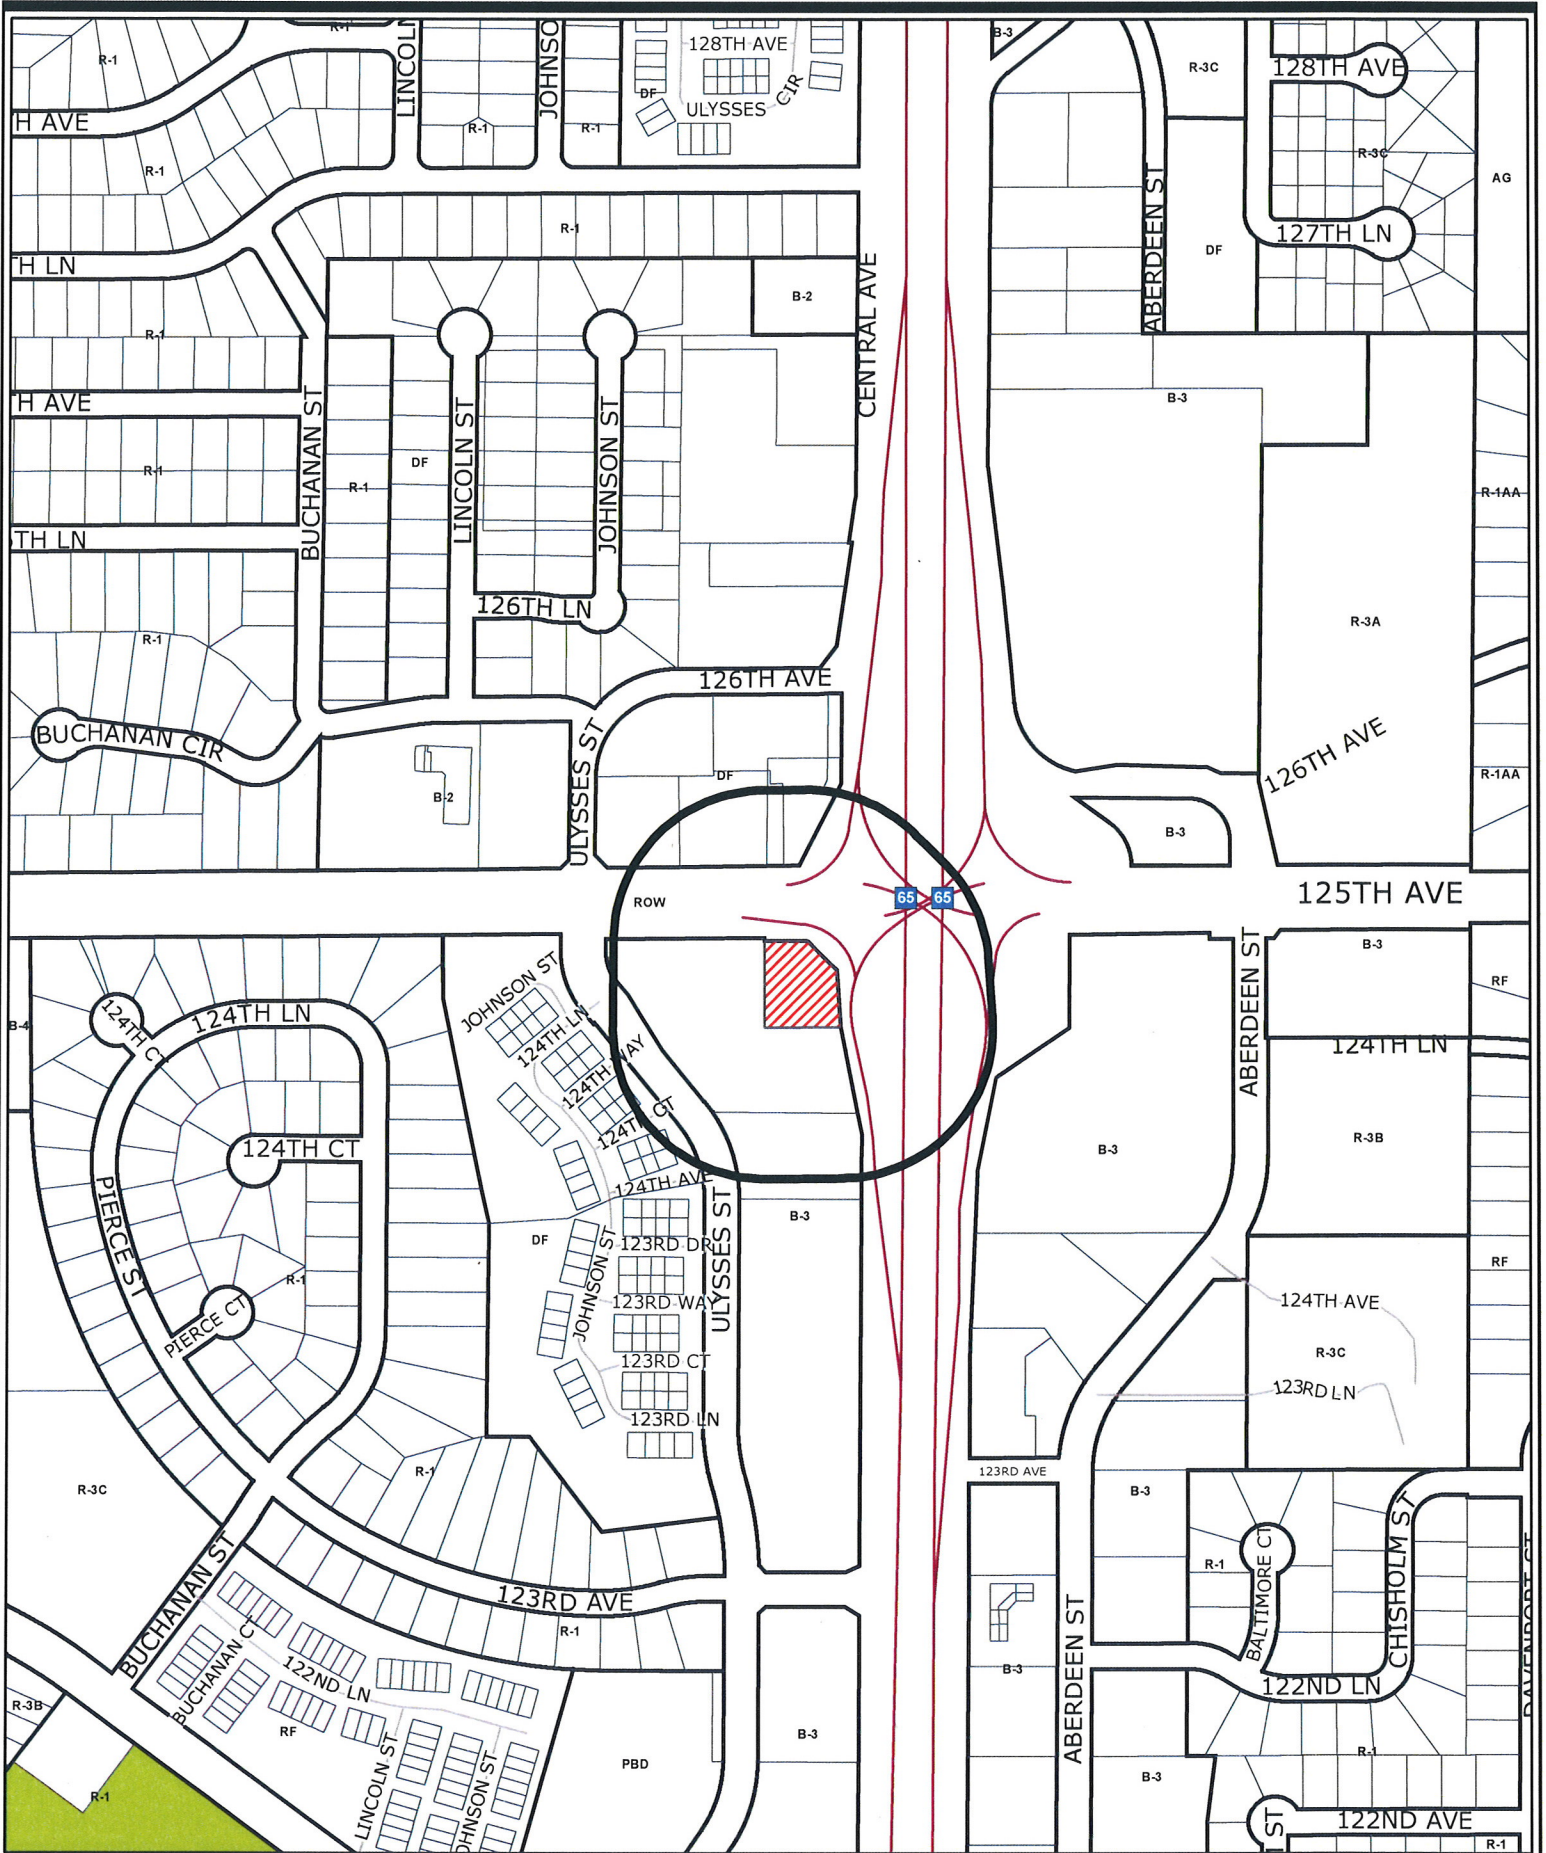 R-1
R-1
LINCOLN
JOHNSO
128TH AVE
B-3
R-3C
128TH AVE
H AVE
R-1
R-1
DF
ULYSSES CIR
R-1
R-3C
AG
127TH LN
ABERDEEN ST
DF
R-1
TH LN
R-1
B-2
CENTRAL AVE
H AVE
BUCHANAN ST
B-3
R-1
DF
R-1
LINCOLN ST
JOHNSON ST
R-1AA
TH LN
126TH LN
R-1
R-3A
126TH AVE
BUCHANAN CIR
ULYSSES ST
DF
B-2
126TH AVE
R-1AA
B-3
ROW
65
65
125TH AVE
B-3
RF
ABERDEEN ST
JOHNSON ST
124TH LN
124TH C
B-4
124TH LN
124TH WAY
124TH CT
124TH LN
R-3B
B-3
124TH CT
124TH AVE
PIERCE ST
ULYSSES ST
B-3
DF
123RD DR
RF
R-1
JOHNSON ST
123RD WAY
124TH AVE
PIERCE CT
R-3C
123RD CT
123RD LN
123RD LN
R-1
123RD AVE
R-3C
B-3
BUCHANAN ST
CHISHOLM ST
BALTIMORE CT
R-1
123RD AVE
R-1
ABERDEEN ST
DAVENPORT ST
BUCHANAN CT
122ND LN
B-3
122ND LN
R-3B
RF
LINCOLN ST
OHNSON ST
PBD
B-3
B-3
R-1
R-1
ST
122ND AVE
R-1